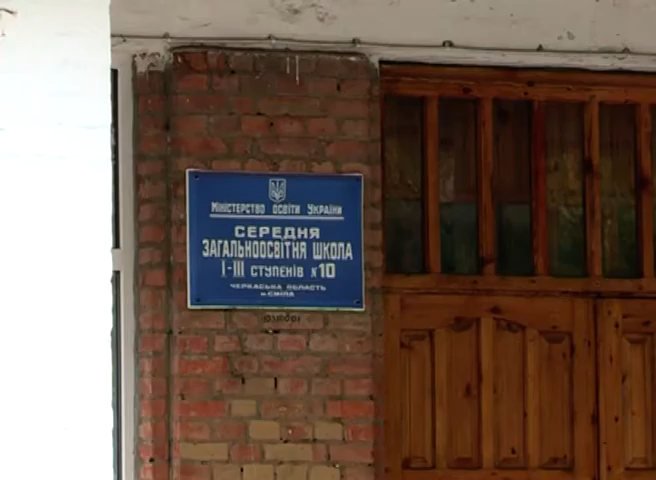 Міністерство освіти України
СЕРЕДНЯ
ЗАГАЛЬНООСВІТНЯ ШКОЛА
І-ІІІ СТУПЕНІВ №10
ЧЕРКАСЬКА ОБЛАСТЬ
м. СМІЛА